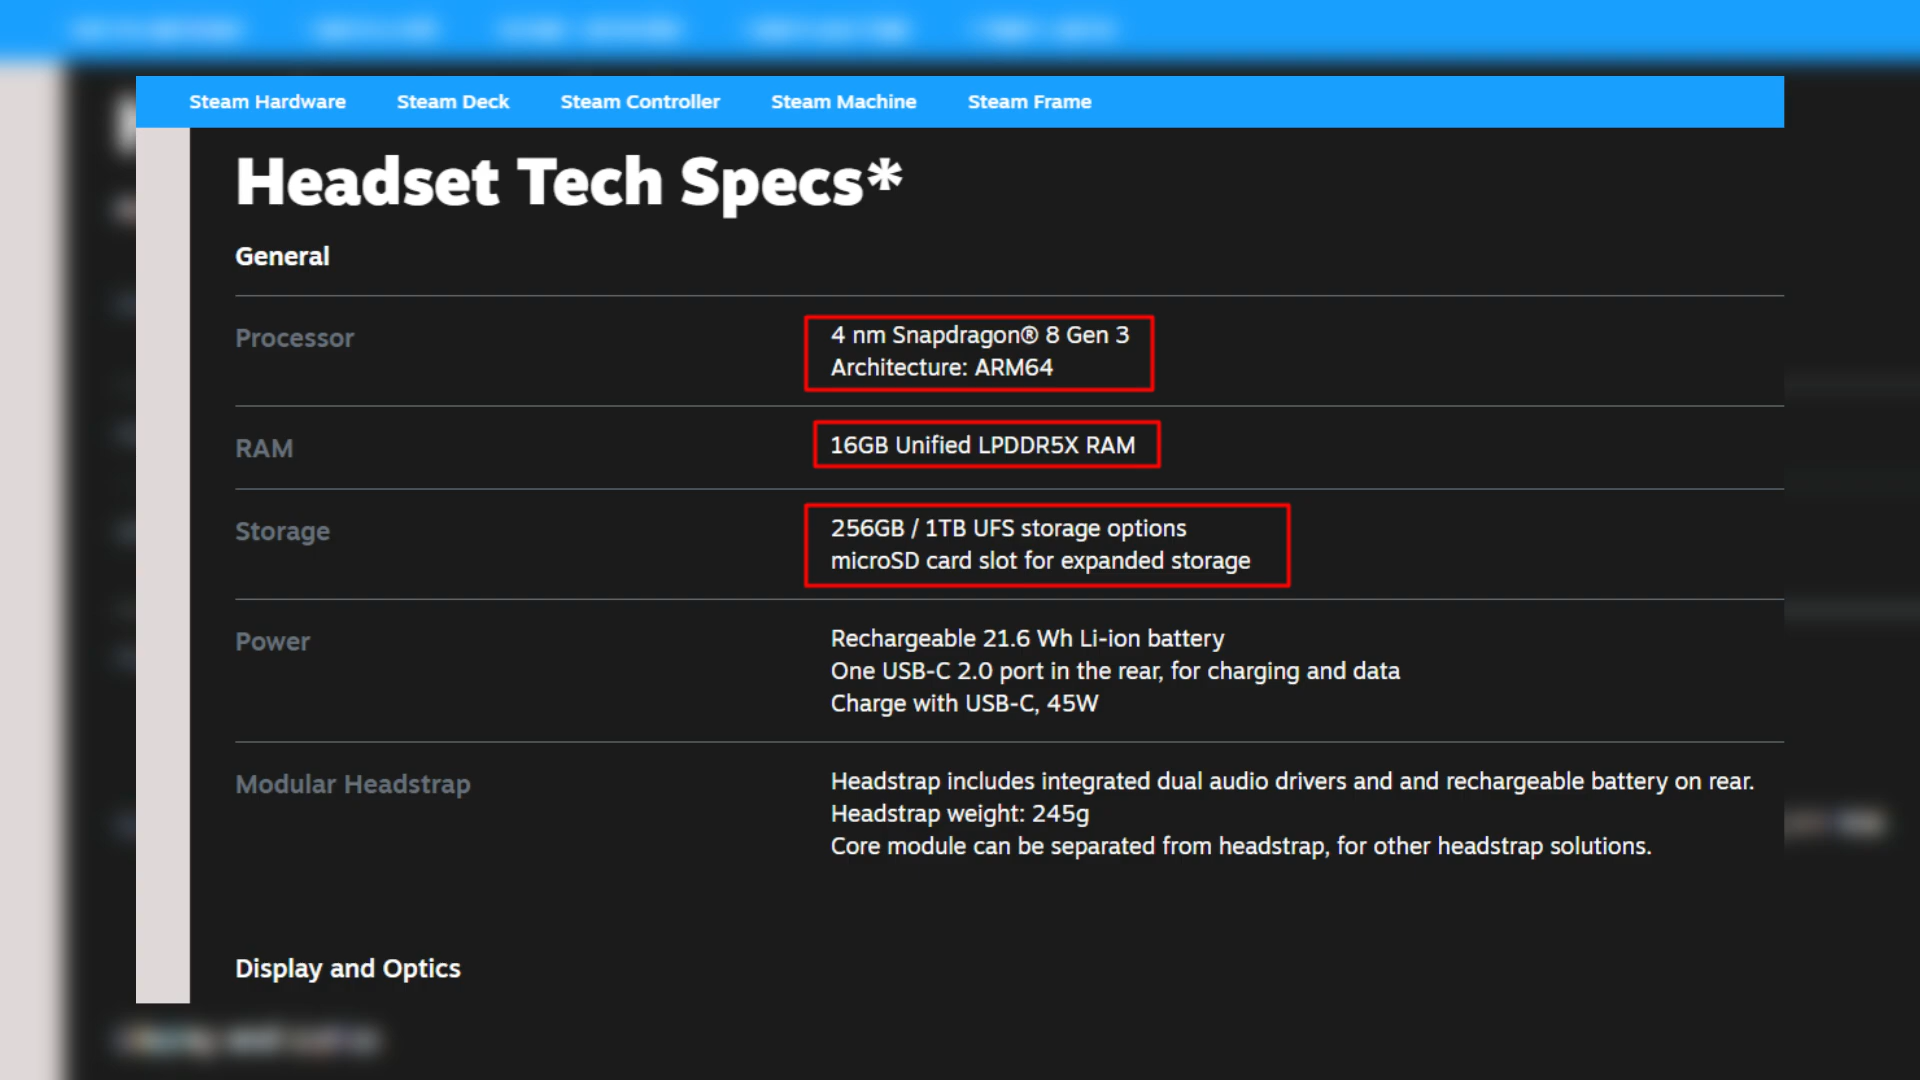 Steam Hardware Steam Deck Steam Controller Steam Machine Steam Frame
Headset Tech Specs*
General
Processor
4 nm Snapdragon® 8 Gen 3
Architecture: ARM64
RAM
16GB Unified LPDDR5X RAM
Storage
256GB / 1TB UFS storage options
microSD card slot for expanded storage
Power
Rechargeable 21.6 Wh Li-ion battery
One USB-C 2.0 port in the rear, for charging and data
Charge with USB-C, 45W
Modular Headstrap
Headstrap includes integrated dual audio drivers and and rechargeable battery on rear.
Headstrap weight: 245g
Core module can be separated from headstrap, for other headstrap solutions.
Display and Optics